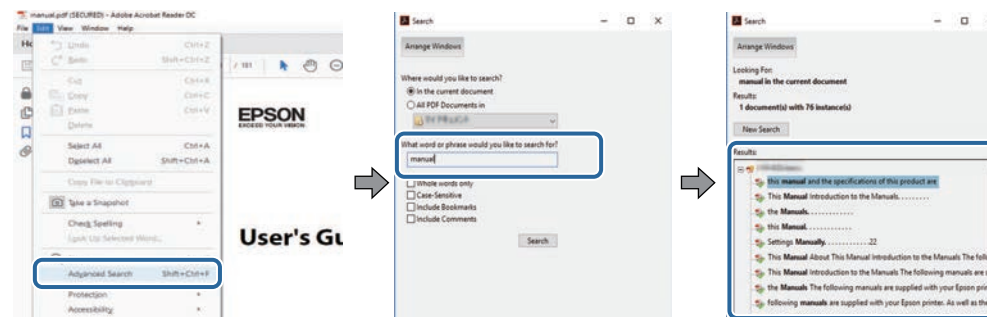 manual.pdf (SECURED) - Adobe Acrobat Reader DC
File Edit View Window Help
Undo Ctrl+Z
Redo Shift+Ctrl+Z
Cut Ctrl+X
Copy Ctrl+C
Paste Ctrl+V
Delete
Select All Ctrl+A
Deselect All Shift+Ctrl+A
Copy File to Clipboard
Take a Snapshot
Check Spelling
Look Up Selected Word...
Advanced Search Shift+Ctrl+F
Protection
Accessibility
/ 181
EPSON
EXCEED YOUR VISION
User's Gu
Search
Arrange Windows
Where would you like to search?
In the current document
All PDF Documents in
What word or phrase would you like to search for?
manual
Whole words only
Case-Sensitive
Include Bookmarks
Include Comments
Search
Search
Arrange Windows
Looking For:
manual in the current document
Results:
1 document(s) with 76 instance(s)
New Search
Results:
this manual and the specifications of this product are
This Manual Introduction to the Manuals. . . . . . . . .
the Manuals. . . . . . . . . . . . .
this Manual. . . . . . . . . . . . .
Settings Manually. . . . . . . . . . . . .22
This Manual About This Manual Introduction to the Manuals The foll
This Manual Introduction to the Manuals The following manuals are s
the Manuals The following manuals are supplied with your Epson prin
following manuals are supplied with your Epson printer. As well as the